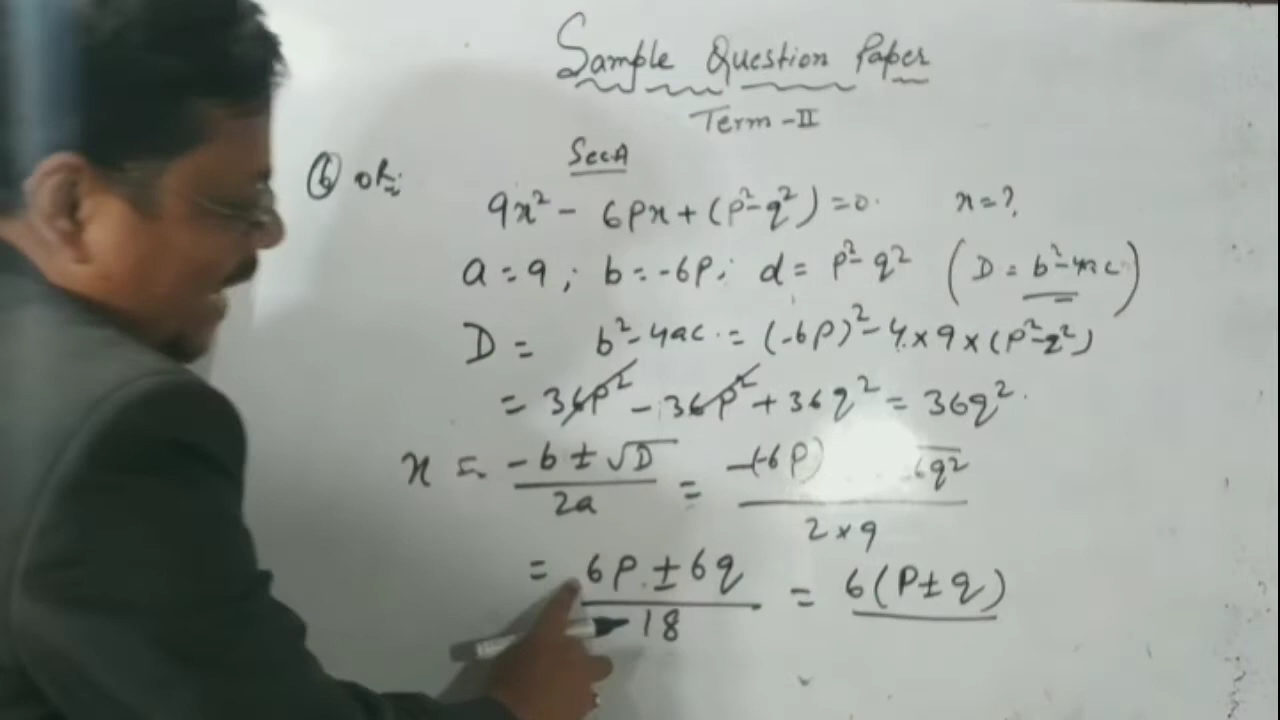 Sample Question Paper
Term-II
Sec A
⑥ OR:
9x² - 6Px + (P²-q²) = 0. x=?
a = 9 ; b = -6P; d = P²-q² (D = b²-4ac)
D = b²-4ac = (-6P)² - 4×9×(P²-q²)
= 36P² - 36P² + 36q² = 36q².
x = -b±√D / 2a = -(-6P) 6q² / 2×9
= 6P ± 6q / 18 = 6(P±q)